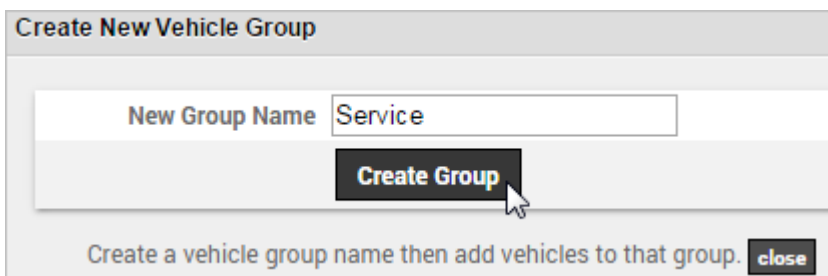 Create New Vehicle Group
New Group Name Service
Create Group
Create a vehicle group name then add vehicles to that group. close